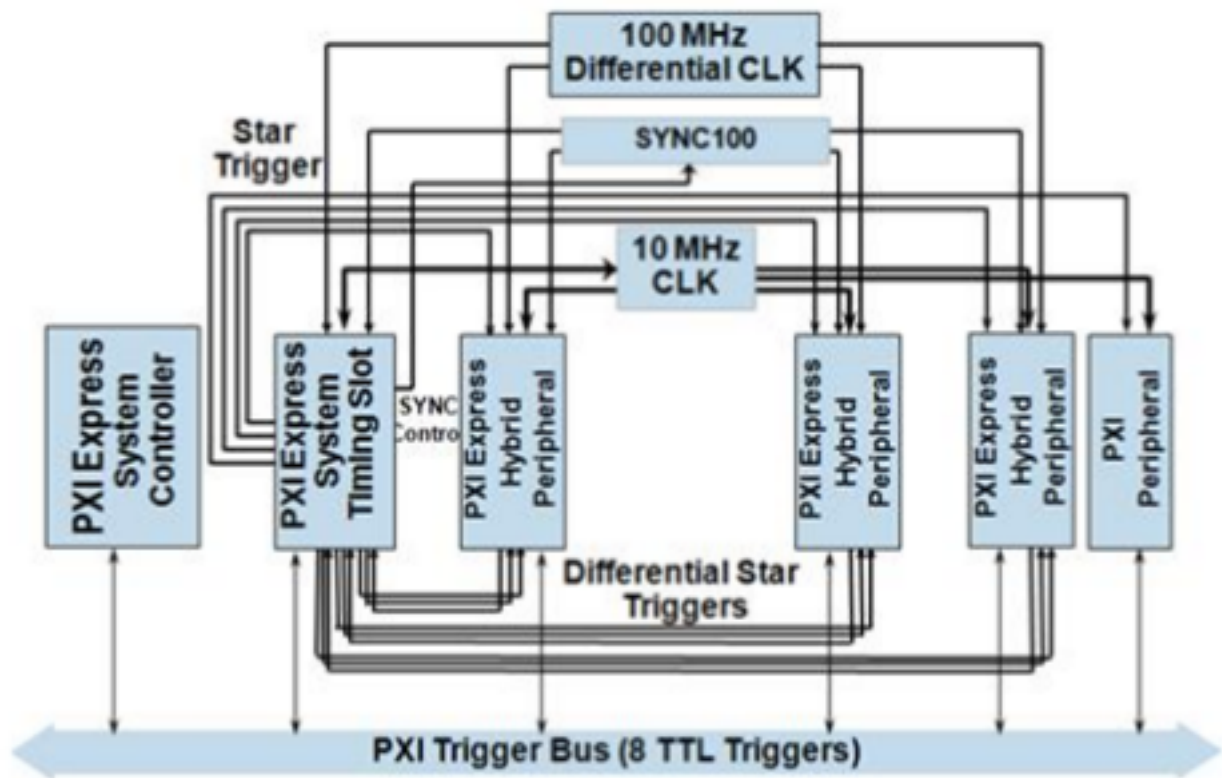 100 MHz
Differential CLK
SYNC100
Star
Trigger
10 MHz
CLK
PXI Express
System
Controller
PXI Express
System
Timing Slot
SYNC
Contro
PXI Express
Hybrid
Peripheral
PXI Express
Hybrid
Peripheral
PXI Express
Hybrid
Peripheral
PXI
Peripheral
Differential Star
Triggers
PXI Trigger Bus (8 TTL Triggers)